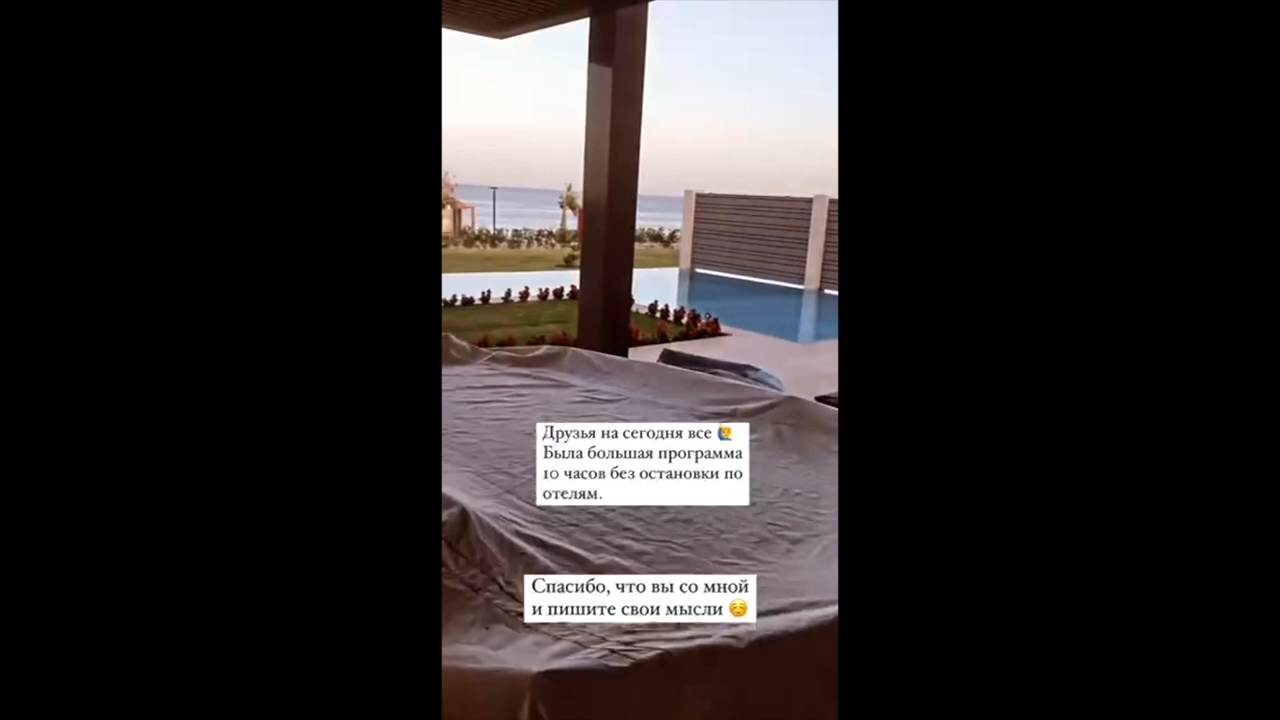 Друзья на сегодня все 🙋‍♂️
Была большая программа
10 часов без остановки по
отелям.
Спасибо, что вы со мной
и пишите свои мысли ☺️